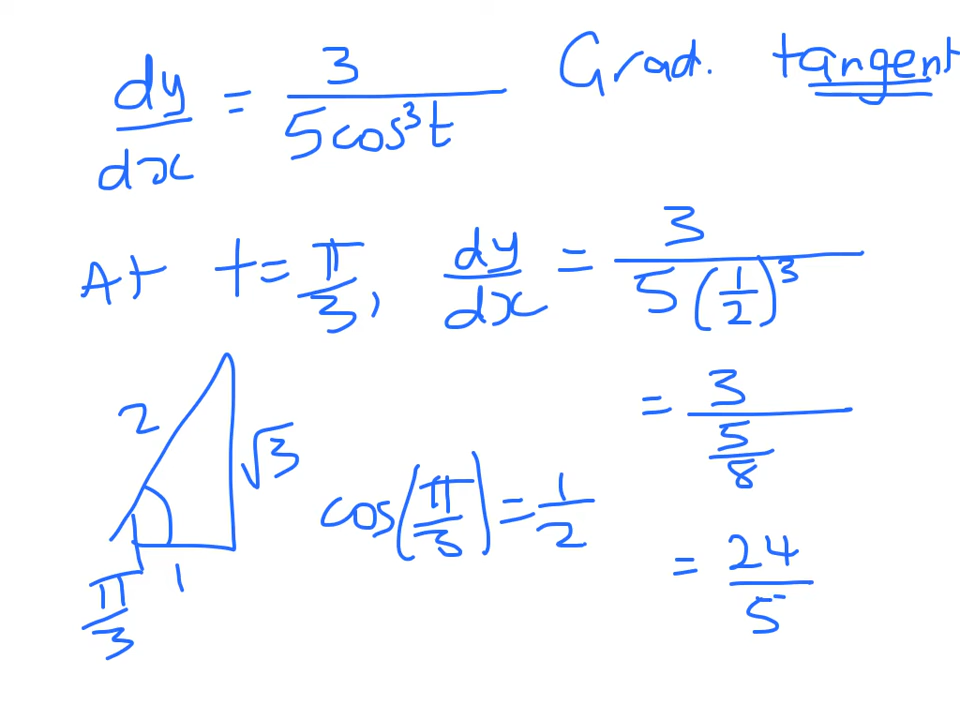 dy/dx = 3/(5cos³t) Grad. tangent
At t = π/3, dy/dx = 3/(5(1/2)³)
= 3/(5/8)
2 √3
cos(π/3) = 1/2
= 24/5
π/3 1